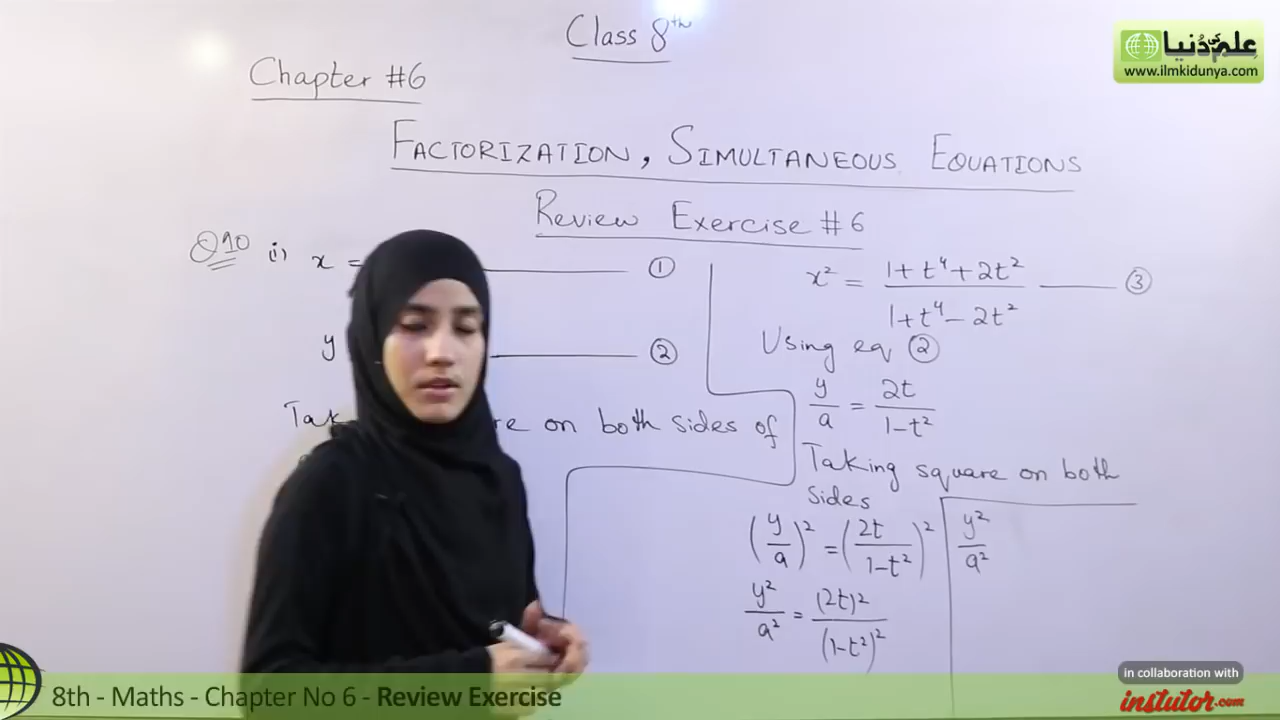 Class 8th
Chapter #6
علم کی دُنیا
www.ilmkidunya.com
FACTORIZATION, SIMULTANEOUS EQUATIONS
Review Exercise #6
Q10 i) x = ①
y ②
Tak re on both sides of
x² = (1+t⁴+2t²)/(1+t⁴-2t²) ③
Using eq ②
y/a = 2t/(1-t²)
Taking square on both
sides
(y/a)² = (2t/(1-t²))²
y²/a² = (2t)²/(1-t²)²
y²/a²
in collaboration with
instutor.com
8th - Maths - Chapter No 6 - Review Exercise